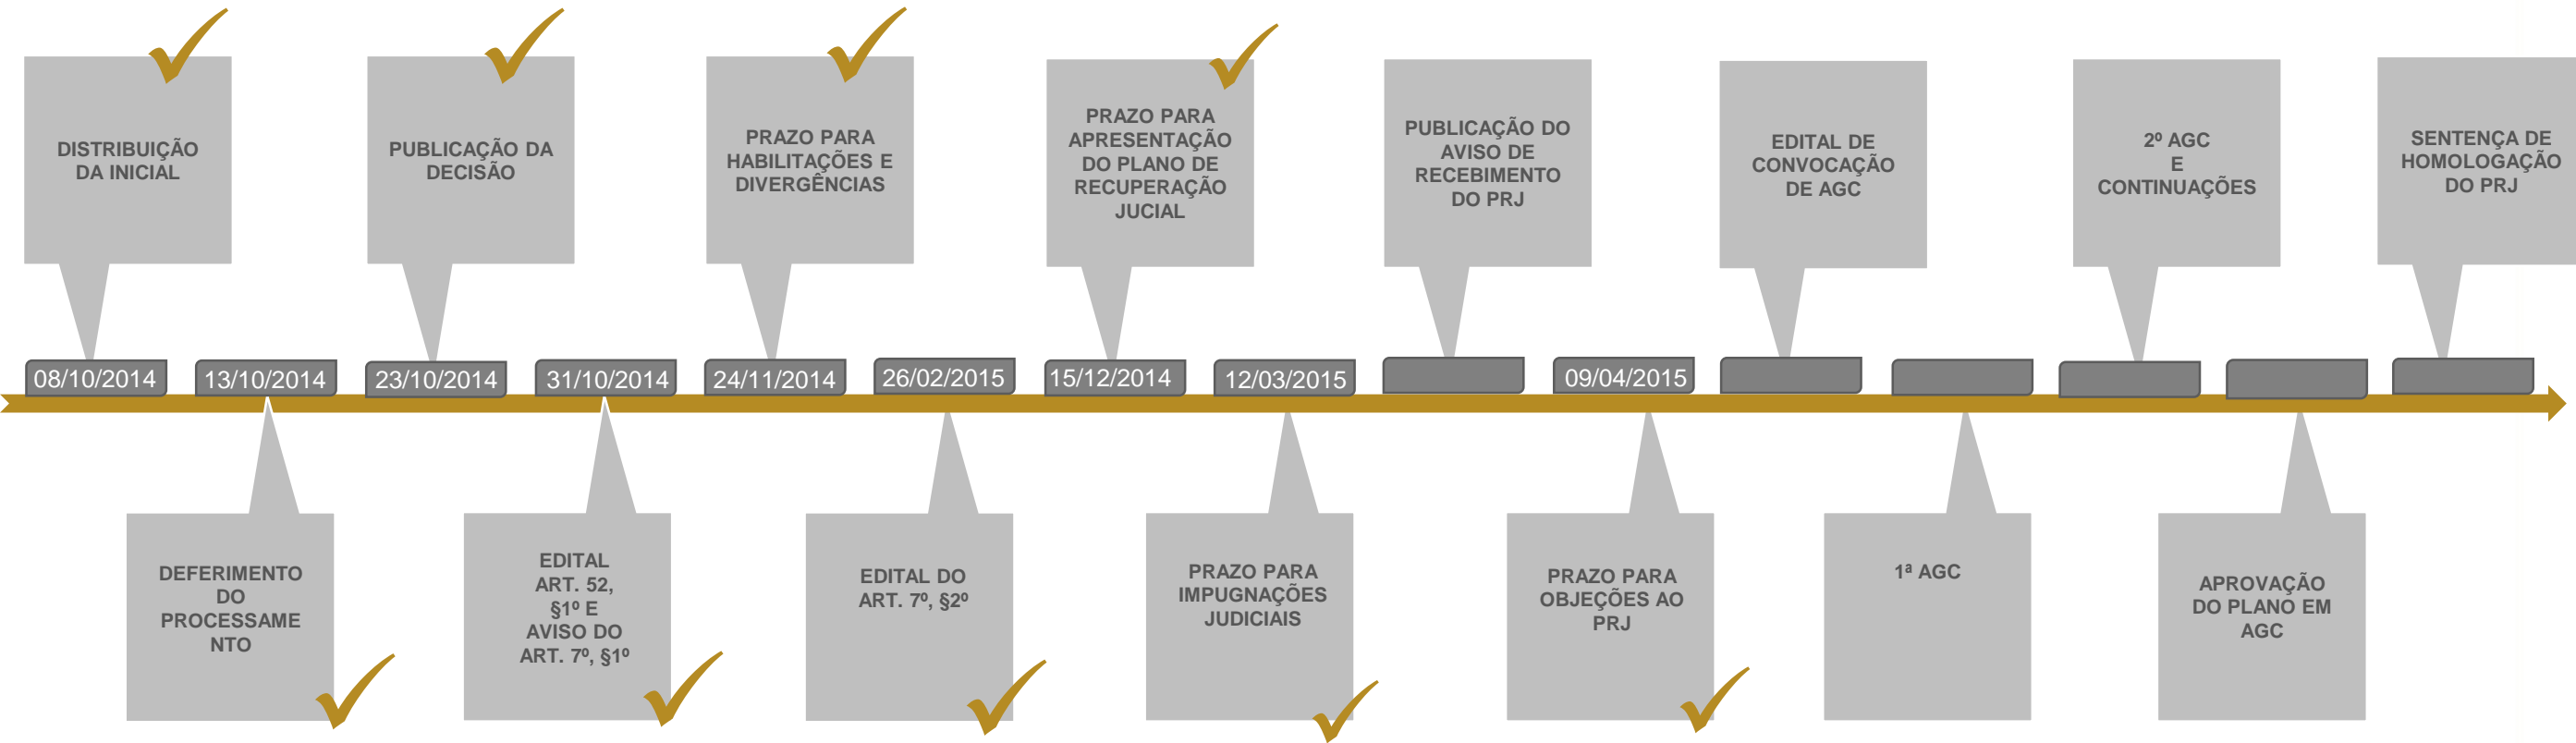 DISTRIBUIÇÃO
DA INICIAL
PUBLICAÇÃO DA
DECISÃO
PRAZO PARA
HABILITAÇÕES E
DIVERGÊNCIAS
PRAZO PARA
APRESENTAÇÃO
DO PLANO DE
RECUPERAÇÃO
JUCIAL
PUBLICAÇÃO DO
AVISO DE
RECEBIMENTO
DO PRJ
EDITAL DE
CONVOCAÇÃO
DE AGC
2º AGC
E
CONTINUAÇÕES
SENTENÇA DE
HOMOLOGAÇÃO
DO PRJ
08/10/2014
13/10/2014
23/10/2014
31/10/2014
24/11/2014
26/02/2015
15/12/2014
12/03/2015
09/04/2015
DEFERIMENTO
DO
PROCESSAME
NTO
EDITAL
ART. 52,
§1º E
AVISO DO
ART. 7º, §1º
EDITAL DO
ART. 7º, §2º
PRAZO PARA
IMPUGNAÇÕES
JUDICIAIS
PRAZO PARA
OBJEÇÕES AO
PRJ
1ª AGC
APROVAÇÃO
DO PLANO EM
AGC